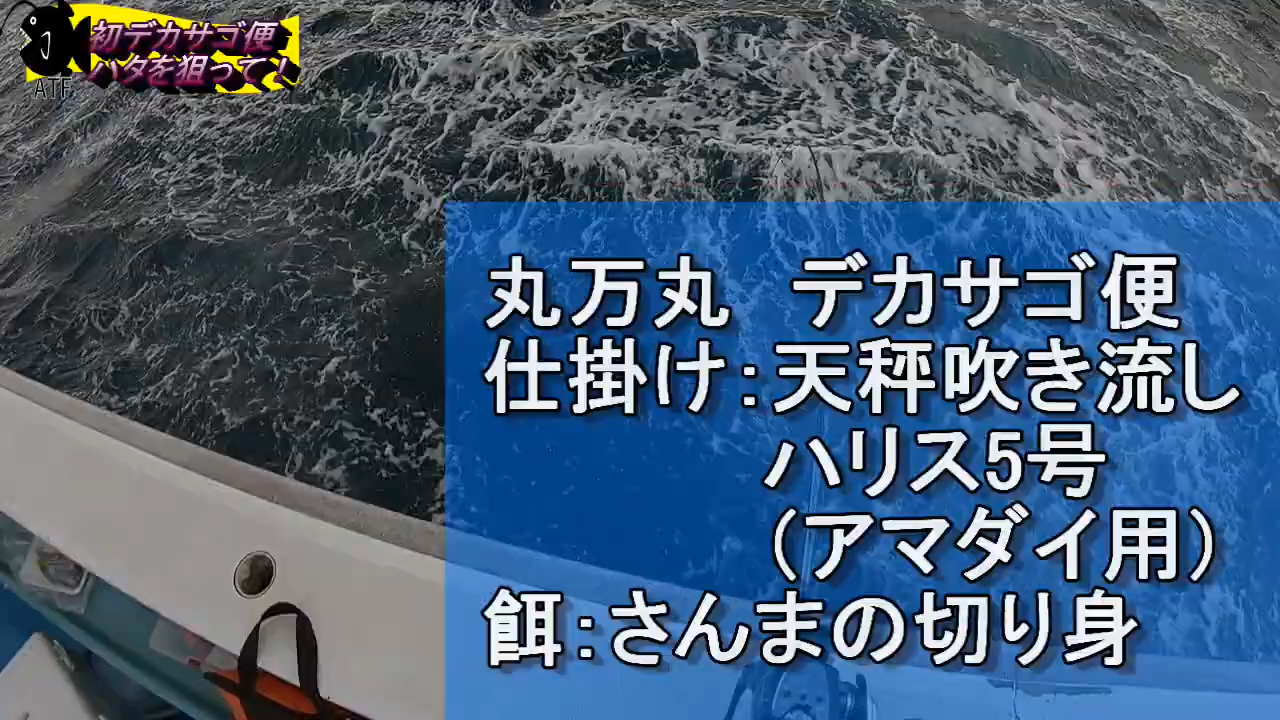 初デカサゴ便
ハタを狙って！
ATF
丸万丸　デカサゴ便
仕掛け：天秤吹き流し
ハリス5号
（アマダイ用）
餌：さんまの切り身